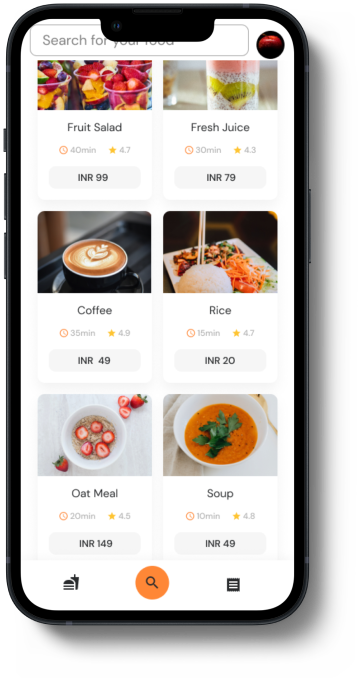 Search for your food
Fruit Salad
Fresh Juice
40min 4.7
30min 4.3
INR 99
INR 79
Coffee
Rice
35min 4.9
15min 4.7
INR 49
INR 20
Oat Meal
Soup
20min 4.5
10min 4.8
INR 149
INR 49